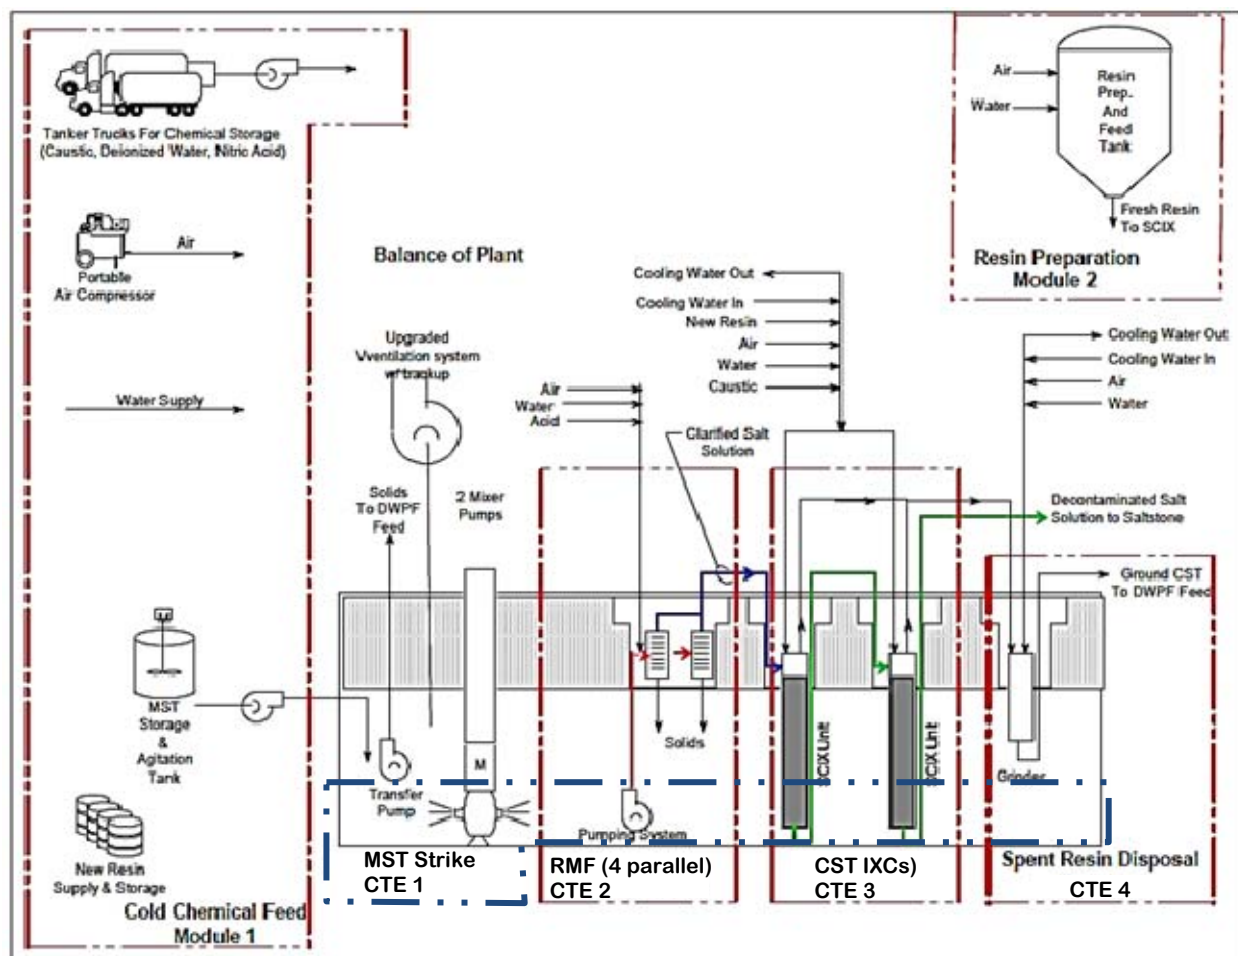 Tanker Trucks For Chemical Storage
(Caustic, Deionized Water, Nitric Acid)
Air
Portable
Air Compressor
Water Supply
MST
Storage
&
Agitation
Tank
New Resin
Supply & Storage
Cold Chemical Feed
Module 1
Balance of Plant
Upgraded
Vventilation system
w/ backup
Solids
To DWPF
Feed
2 Mixer
Pumps
Transfer
Pump
M
MST Strike
CTE 1
Air
Water
Acid
Clarified Salt
Solution
Solids
Pumping System
RMF (4 parallel)
CTE 2
Cooling Water Out
Cooling Water In
New Resin
Air
Water
Caustic
SCIX Unit
SCIX Unit
CST IXCs)
CTE 3
Air
Water
Resin
Prep.
And
Feed
Tank
Fresh Resin
To SCIX
Resin Preparation
Module 2
Cooling Water Out
Cooling Water In
Air
Water
Decontaminated Salt
Solution to Saltstone
Ground CST
To DWPF Feed
Grinder
Spent Resin Disposal
CTE 4